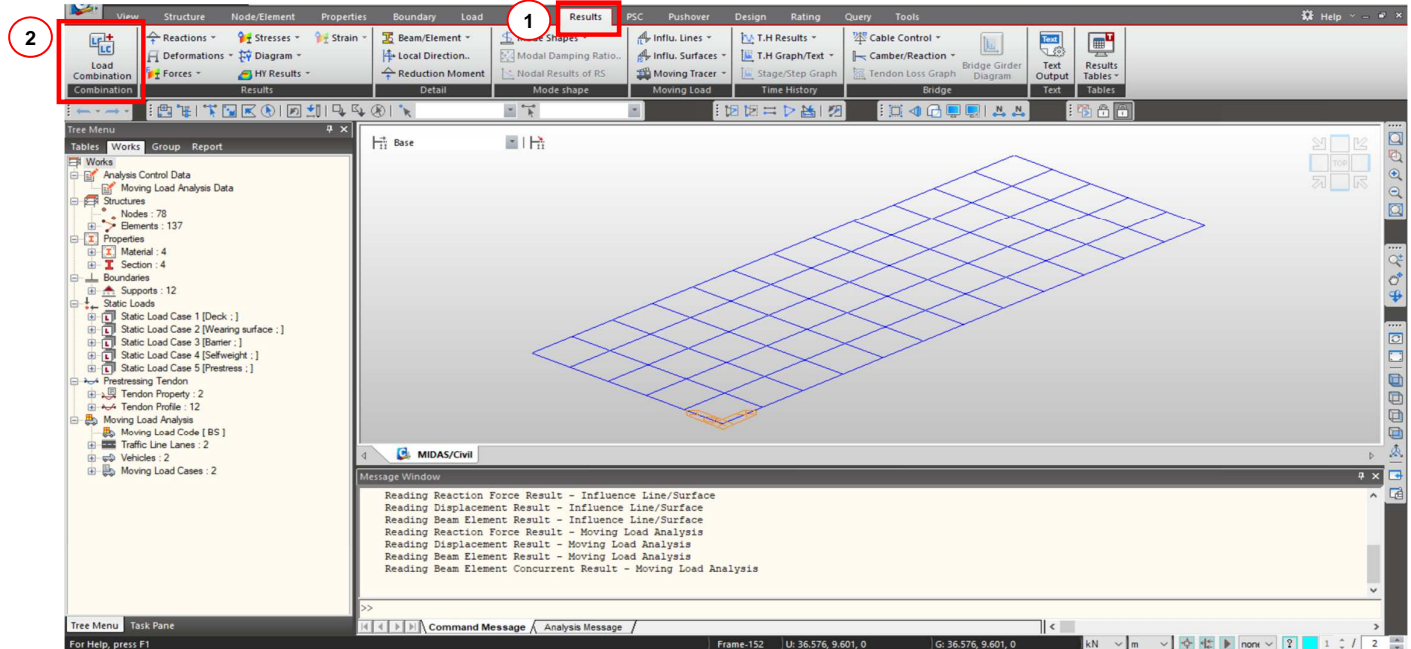 1
2
View Structure Node/Element Properties Boundary Load Results PSC Pushover Design Rating Query Tools Help
Load Combination
Combination
Reactions Stresses Strain
Deformations Diagram
Forces HY Results
Results
Beam/Element
Local Direction..
Reduction Moment
Detail
Mode Shapes
Modal Damping Ratio..
Nodal Results of RS
Mode shape
Influ. Lines
Influ. Surfaces
Moving Tracer
Moving Load
T.H Results
T.H Graph/Text
Stage/Step Graph
Time History
Cable Control
Camber/Reaction
Tendon Loss Graph
Bridge Girder Diagram
Bridge
Text Output
Text
Results Tables
Tables
Tree Menu
Tables Works Group Report
Works
Analysis Control Data
Moving Load Analysis Data
Structures
Nodes : 78
Elements : 137
Properties
Material : 4
Section : 4
Boundaries
Supports : 12
Static Loads
Static Load Case 1 [Deck ; ]
Static Load Case 2 [Wearing surface ; ]
Static Load Case 3 [Barrier ; ]
Static Load Case 4 [Selfweight ; ]
Static Load Case 5 [Prestress ; ]
Prestressing Tendon
Tendon Property : 2
Tendon Profile : 12
Moving Load Analysis
Moving Load Code [ BS ]
Traffic Line Lanes : 2
Vehicles : 2
Moving Load Cases : 2
Base
TOP
MIDAS/Civil
Message Window
Reading Reaction Force Result - Influence Line/Surface
Reading Displacement Result - Influence Line/Surface
Reading Beam Element Result - Influence Line/Surface
Reading Reaction Force Result - Moving Load Analysis
Reading Displacement Result - Moving Load Analysis
Reading Beam Element Result - Moving Load Analysis
Reading Beam Element Concurrent Result - Moving Load Analysis
>>
Tree Menu Task Pane
Command Message Analysis Message
For Help, press F1 Frame-152 U: 36.576, 9.601, 0 G: 36.576, 9.601, 0 kN m none 1 / 2